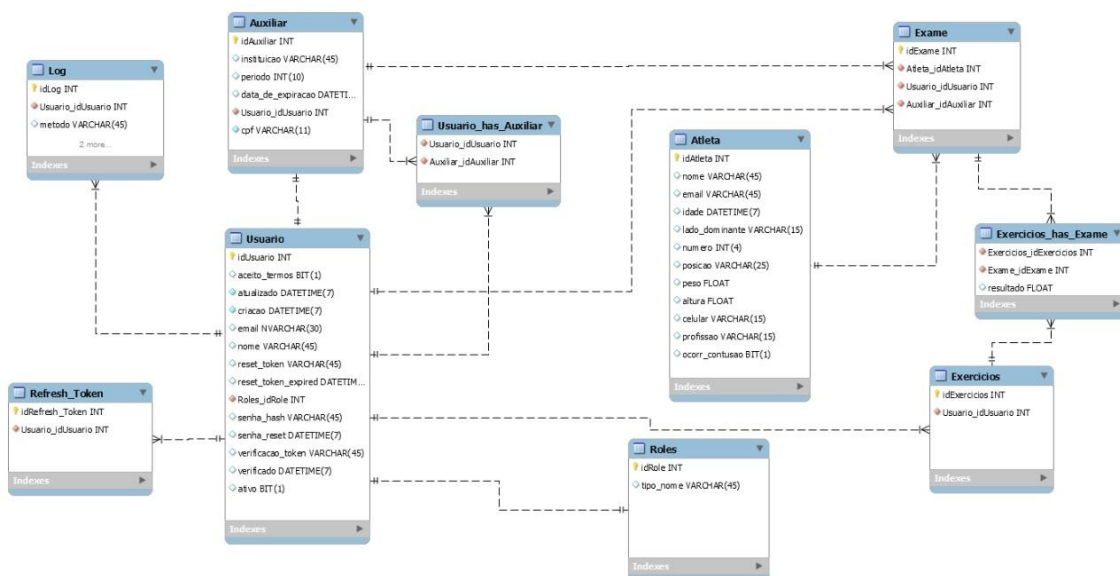 Auxiliar
idAuxiliar INT
instituicao VARCHAR(45)
periodo INT(10)
data_de_expiracao DATETI...
Usuario_idUsuario INT
cpf VARCHAR(11)
Indexes
Exame
idExame INT
Atleta_idAtleta INT
Usuario_idUsuario INT
Auxiliar_idAuxiliar INT
Indexes
Log
idLog INT
Usuario_idUsuario INT
metodo VARCHAR(45)
2 more...
Indexes
Usuario_has_Auxiliar
Usuario_idUsuario INT
Auxiliar_idAuxiliar INT
Indexes
Atleta
idAtleta INT
nome VARCHAR(45)
email VARCHAR(45)
idade DATETIME(7)
lado_dominante VARCHAR(15)
numero INT(4)
posicao VARCHAR(25)
peso FLOAT
altura FLOAT
celular VARCHAR(15)
profissao VARCHAR(15)
ocorr_contusao BIT(1)
Indexes
Exercicios_has_Exame
Exercicios_idExercicios INT
Exame_idExame INT
resultado FLOAT
Indexes
Usuario
idUsuario INT
aceito_termos BIT(1)
atualizado DATETIME(7)
criacao DATETIME(7)
email NVARCHAR(30)
nome VARCHAR(45)
reset_token VARCHAR(45)
reset_token_expired DATETIM...
Roles_idRole INT
senha_hash VARCHAR(45)
senha_reset DATETIME(7)
verificacao_token VARCHAR(45)
verificado DATETIME(7)
ativo BIT(1)
Indexes
Refresh_Token
idRefresh_Token INT
Usuario_idUsuario INT
Indexes
Exercicios
idExercicios INT
Usuario_idUsuario INT
Indexes
Roles
idRole INT
tipo_nome VARCHAR(45)
Indexes